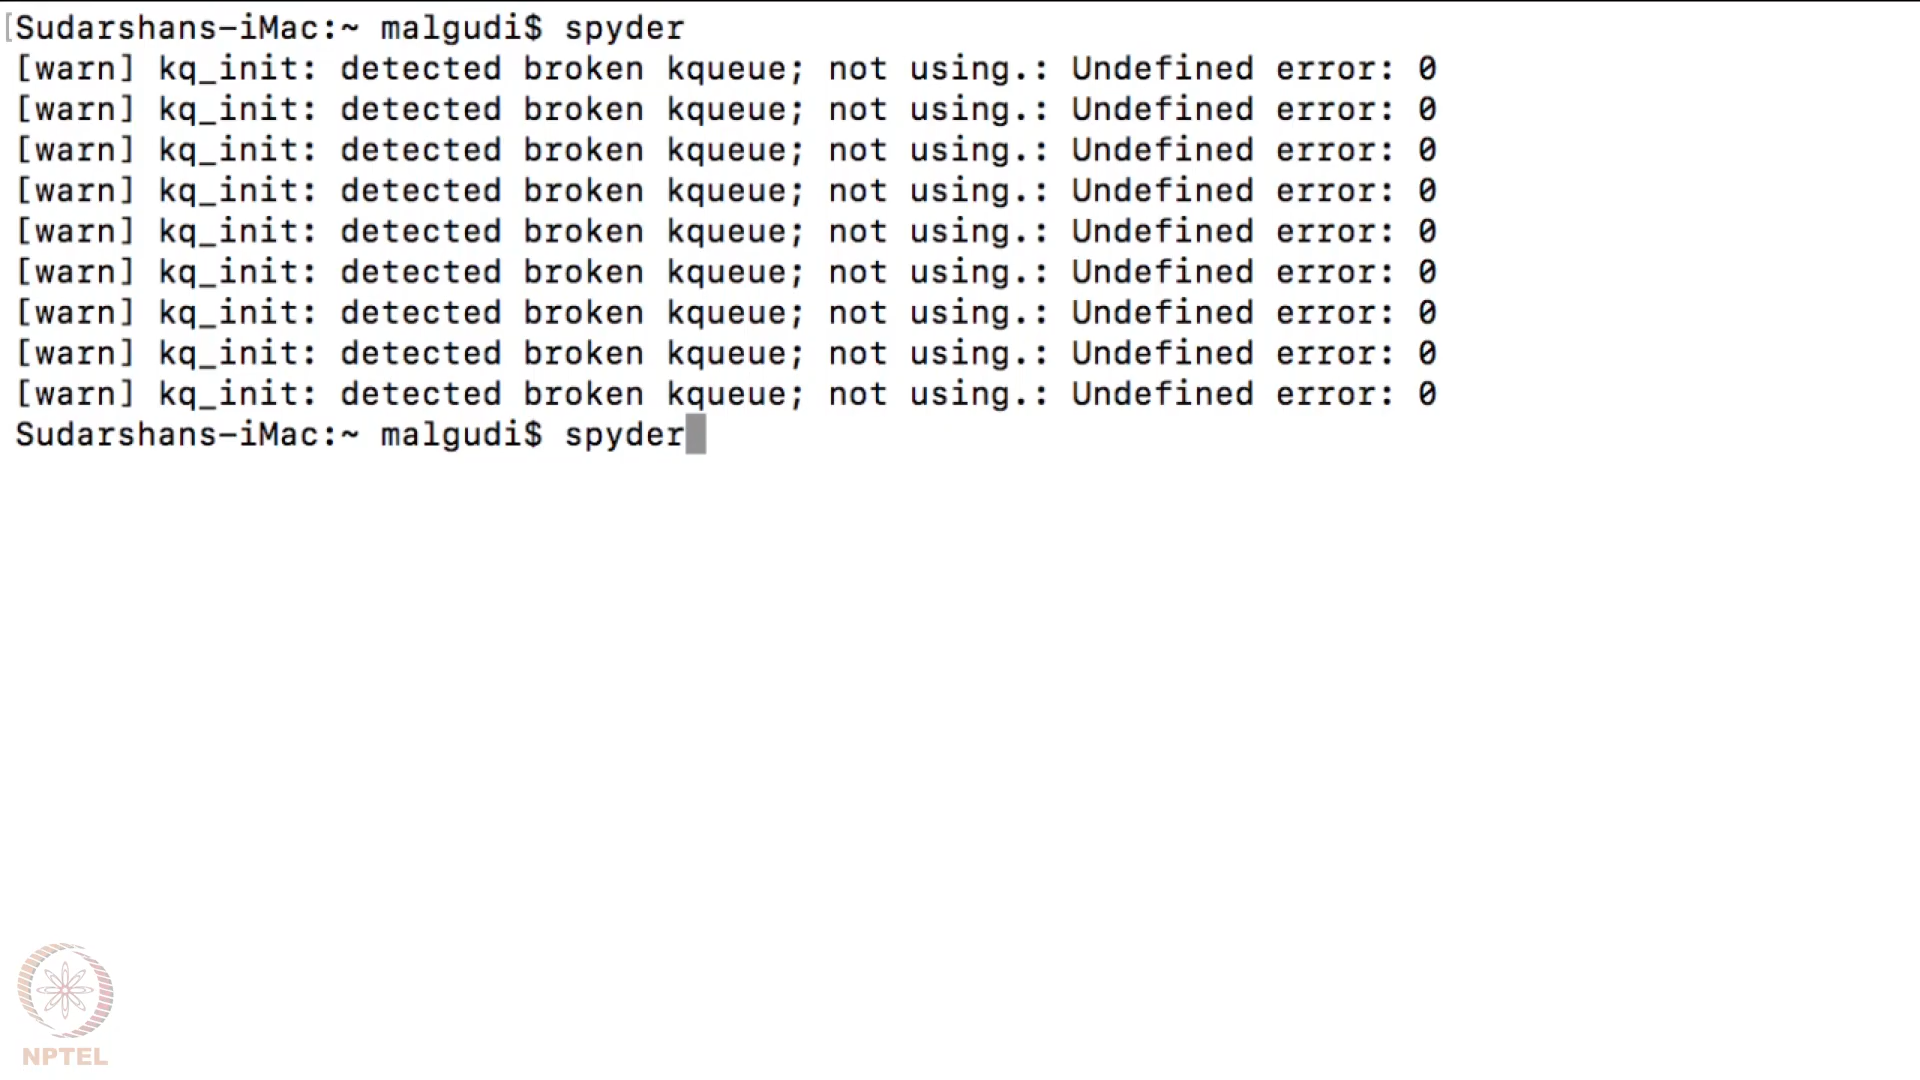 [Sudarshans-iMac:~ malgudi$ spyder
[warn] kq_init: detected broken kqueue; not using.: Undefined error: 0
[warn] kq_init: detected broken kqueue; not using.: Undefined error: 0
[warn] kq_init: detected broken kqueue; not using.: Undefined error: 0
[warn] kq_init: detected broken kqueue; not using.: Undefined error: 0
[warn] kq_init: detected broken kqueue; not using.: Undefined error: 0
[warn] kq_init: detected broken kqueue; not using.: Undefined error: 0
[warn] kq_init: detected broken kqueue; not using.: Undefined error: 0
[warn] kq_init: detected broken kqueue; not using.: Undefined error: 0
[warn] kq_init: detected broken kqueue; not using.: Undefined error: 0
Sudarshans-iMac:~ malgudi$ spyder
NPTEL